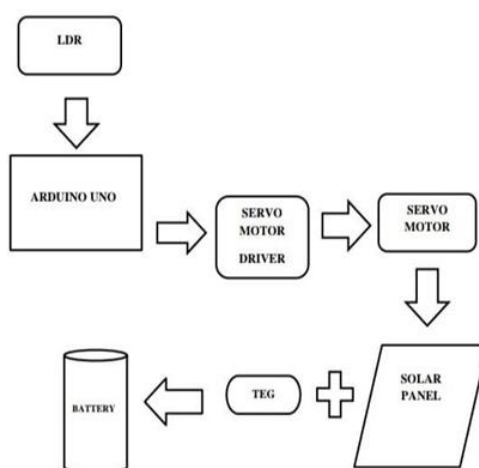 LDR
ARDUINO UNO
SERVO
MOTOR
DRIVER
SERVO
MOTOR
SOLAR
PANEL
TEG
BATTERY